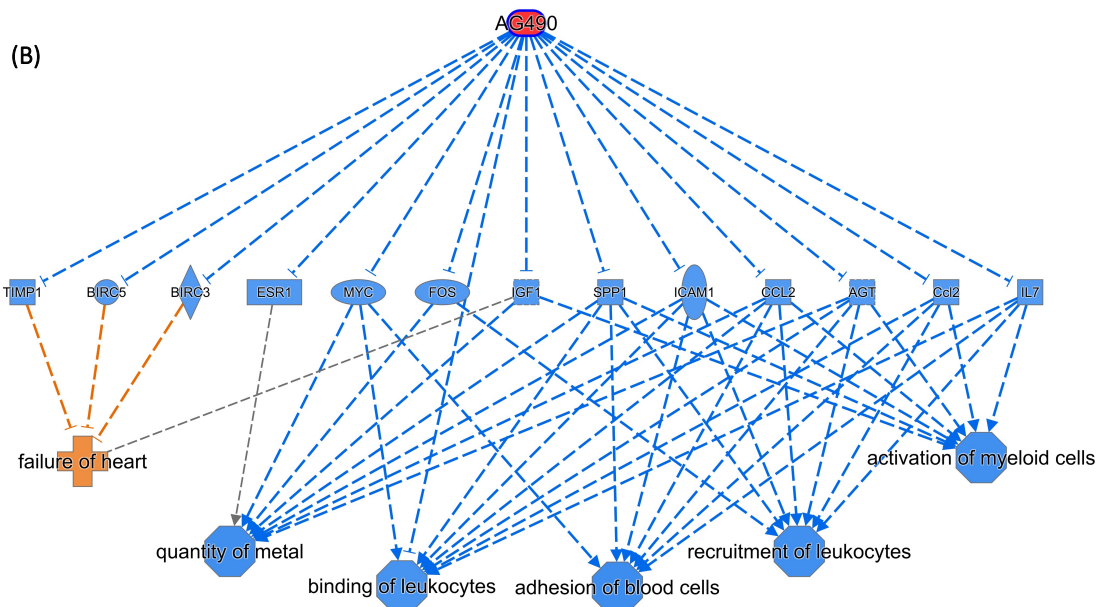 AG490
(B)
TIMP1
BIRC5
BIRC3
ESR1
MYC
FOS
IGF1
SPP1
ICAM1
CCL2
AGT
Ccl2
IL7
failure of heart
activation of myeloid cells
quantity of metal
recruitment of leukocytes
binding of leukocytes
adhesion of blood cells